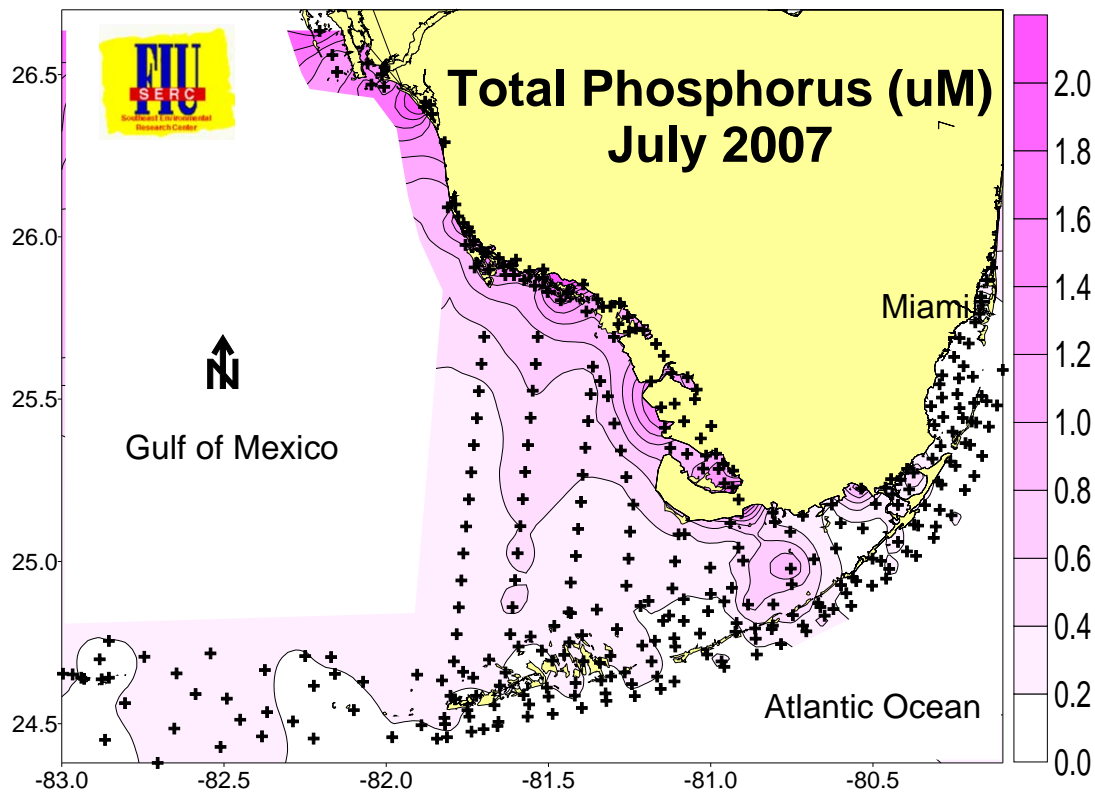 FIU
SERC
Southeast Environmental
Research Center
Total Phosphorus (uM)
July 2007
Miami
N
Gulf of Mexico
Atlantic Ocean
26.5
26.0
25.5
25.0
24.5
-83.0 -82.5 -82.0 -81.5 -81.0 -80.5
2.0
1.8
1.6
1.4
1.2
1.0
0.8
0.6
0.4
0.2
0.0